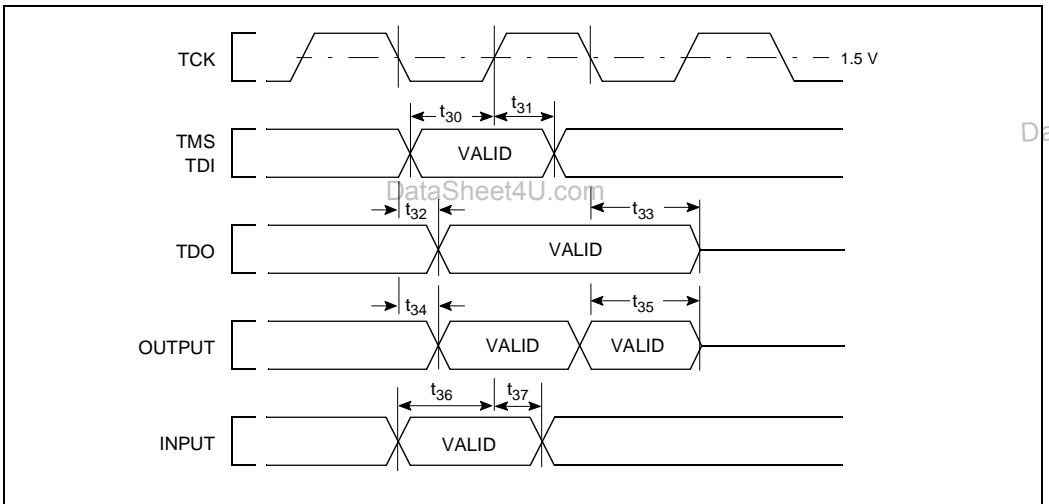 TCK
1.5 V
t30
t31
TMS
TDI
VALID
Da
DataSheet4U.com
t32
t33
TDO
VALID
t34
t35
OUTPUT
VALID
VALID
t36
t37
INPUT
VALID